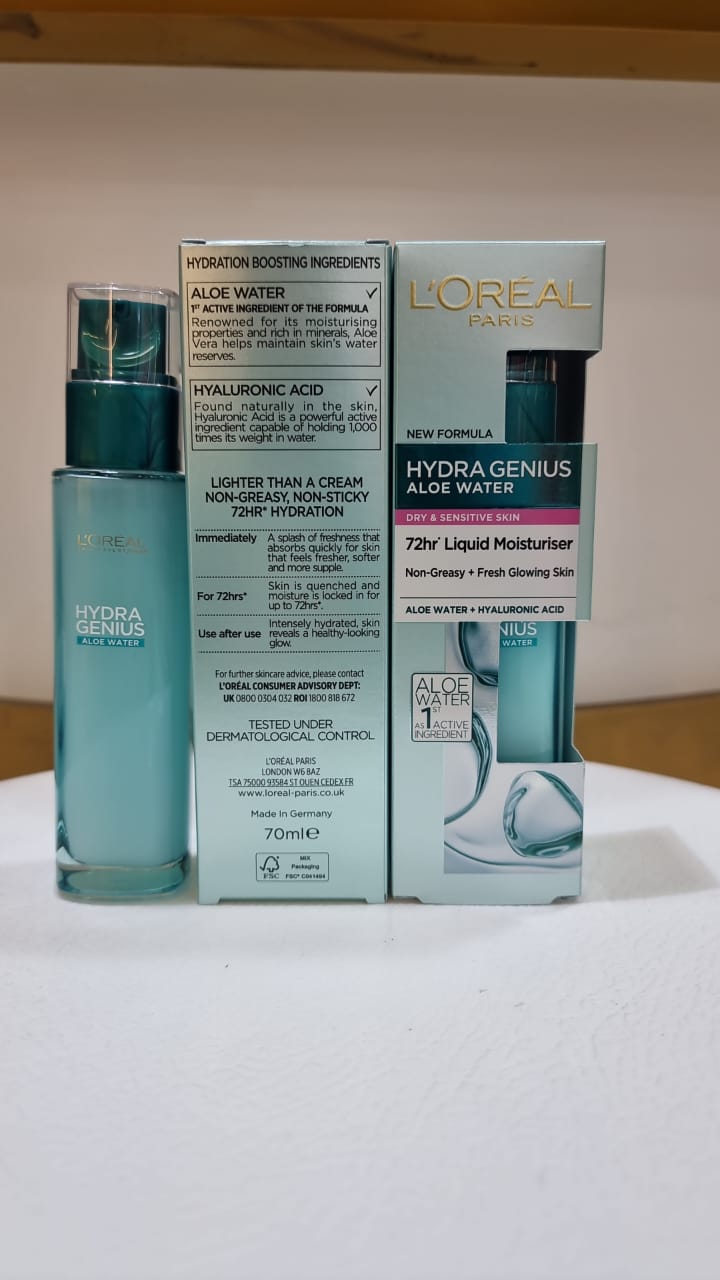 L'ORÉAL
HYDRA
GENIUS
ALOE WATER
HYDRATION BOOSTING INGREDIENTS
ALOE WATER ✓
1ST ACTIVE INGREDIENT OF THE FORMULA
Renowned for its moisturising
properties and rich in minerals, Aloe
Vera helps maintain skin's water
reserves.
HYALURONIC ACID ✓
Found naturally in the skin,
Hyaluronic Acid is a powerful active
ingredient capable of holding 1,000
times its weight in water.
LIGHTER THAN A CREAM
NON-GREASY, NON-STICKY
72HR* HYDRATION
Immediately A splash of freshness that
absorbs quickly for skin
that feels fresher, softer
and more supple.
For 72hrs* Skin is quenched and
moisture is locked in for
up to 72hrs*.
Use after use Intensely hydrated, skin
reveals a healthy-looking
glow.
For further skincare advice, please contact
L'ORÉAL CONSUMER ADVISORY DEPT:
UK 0800 0304 032 ROI 1800 818 672
TESTED UNDER
DERMATOLOGICAL CONTROL
L'ORÉAL PARIS
LONDON W6 8AZ
TSA 75000 93584 ST OUEN CEDEX FR
www.loreal-paris.co.uk
Made in Germany
70ml℮
FSC
MIX
Packaging
FSC® C041494
L'ORÉAL
PARIS
NEW FORMULA
HYDRA GENIUS
ALOE WATER
DRY & SENSITIVE SKIN
72hr* Liquid Moisturiser
Non-Greasy + Fresh Glowing Skin
ALOE WATER + HYALURONIC ACID
NIUS
WATER
ALOE
WATER
AS 1ST ACTIVE
INGREDIENT